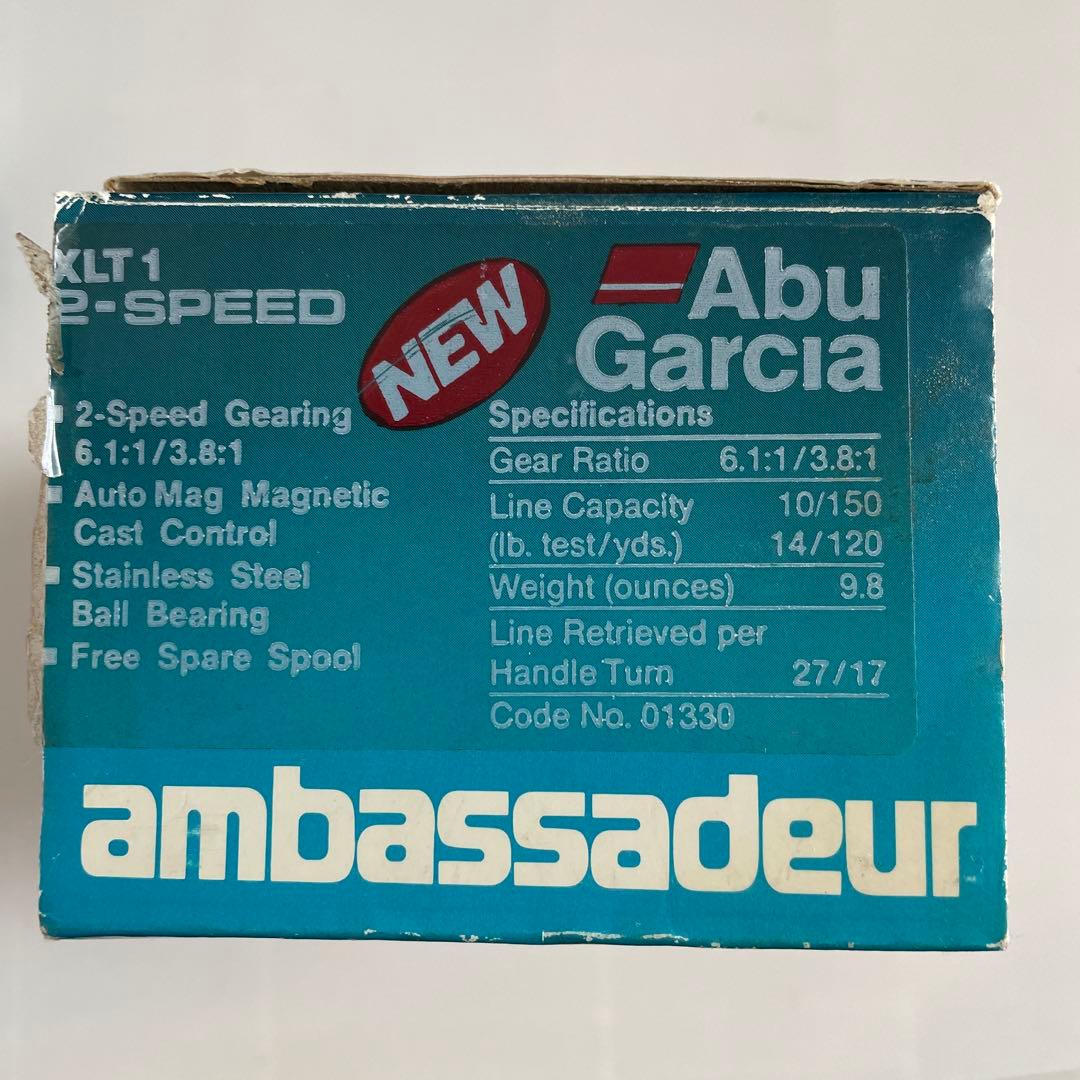 XLT 1
2-SPEED
NEW
Abu
Garcia
2-Speed Gearing
6.1:1/3.8:1
Auto Mag Magnetic
Cast Control
Stainless Steel
Ball Bearing
Free Spare Spool
Specifications
Gear Ratio 6.1:1/3.8:1
Line Capacity 10/150
(lb. test/yds.) 14/120
Weight (ounces) 9.8
Line Retrieved per
Handle Turn 27/17
Code No. 01330
ambassadeur